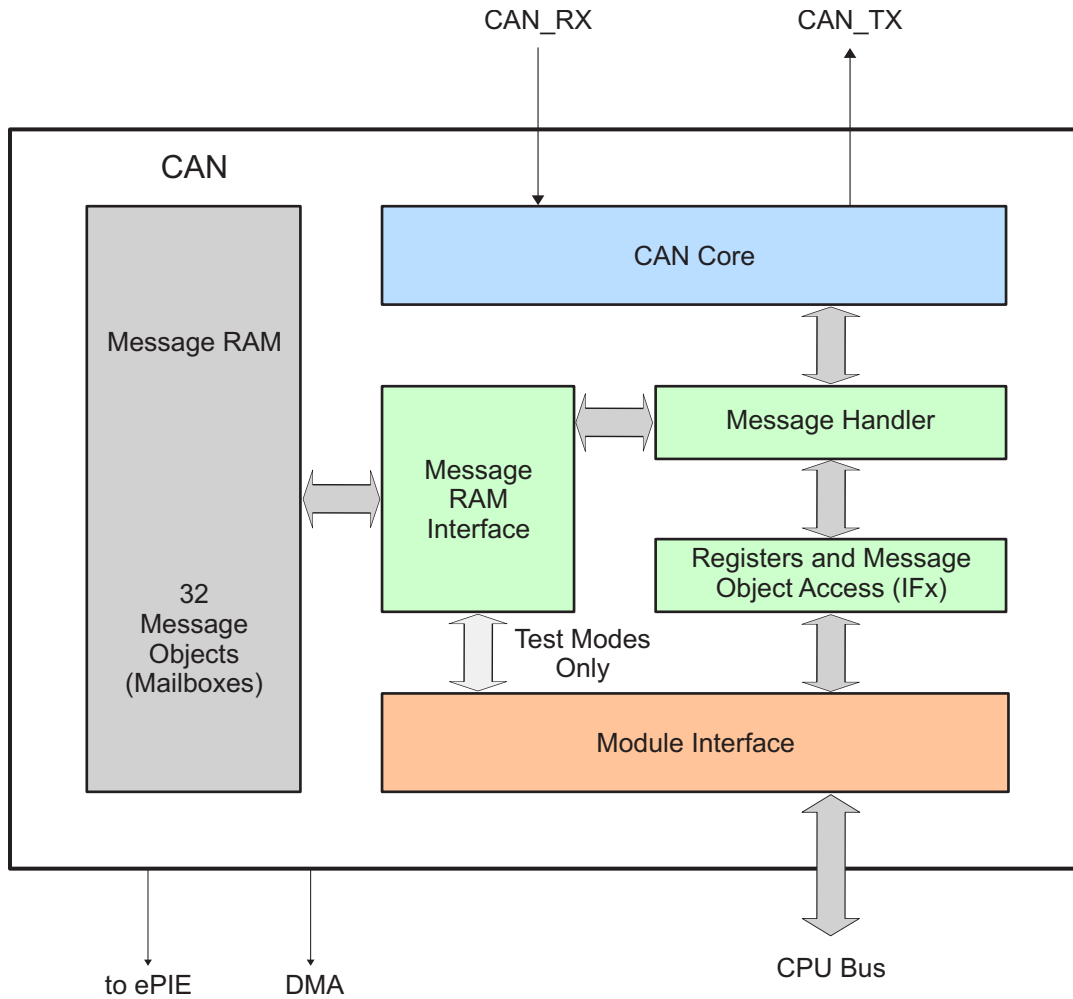 CAN_RX
CAN_TX
CAN
CAN Core
Message RAM
Message Handler
Message
RAM
Interface
Registers and Message
Object Access (IFx)
32
Message
Objects
(Mailboxes)
Test Modes
Only
Module Interface
CPU Bus
to ePIE
DMA